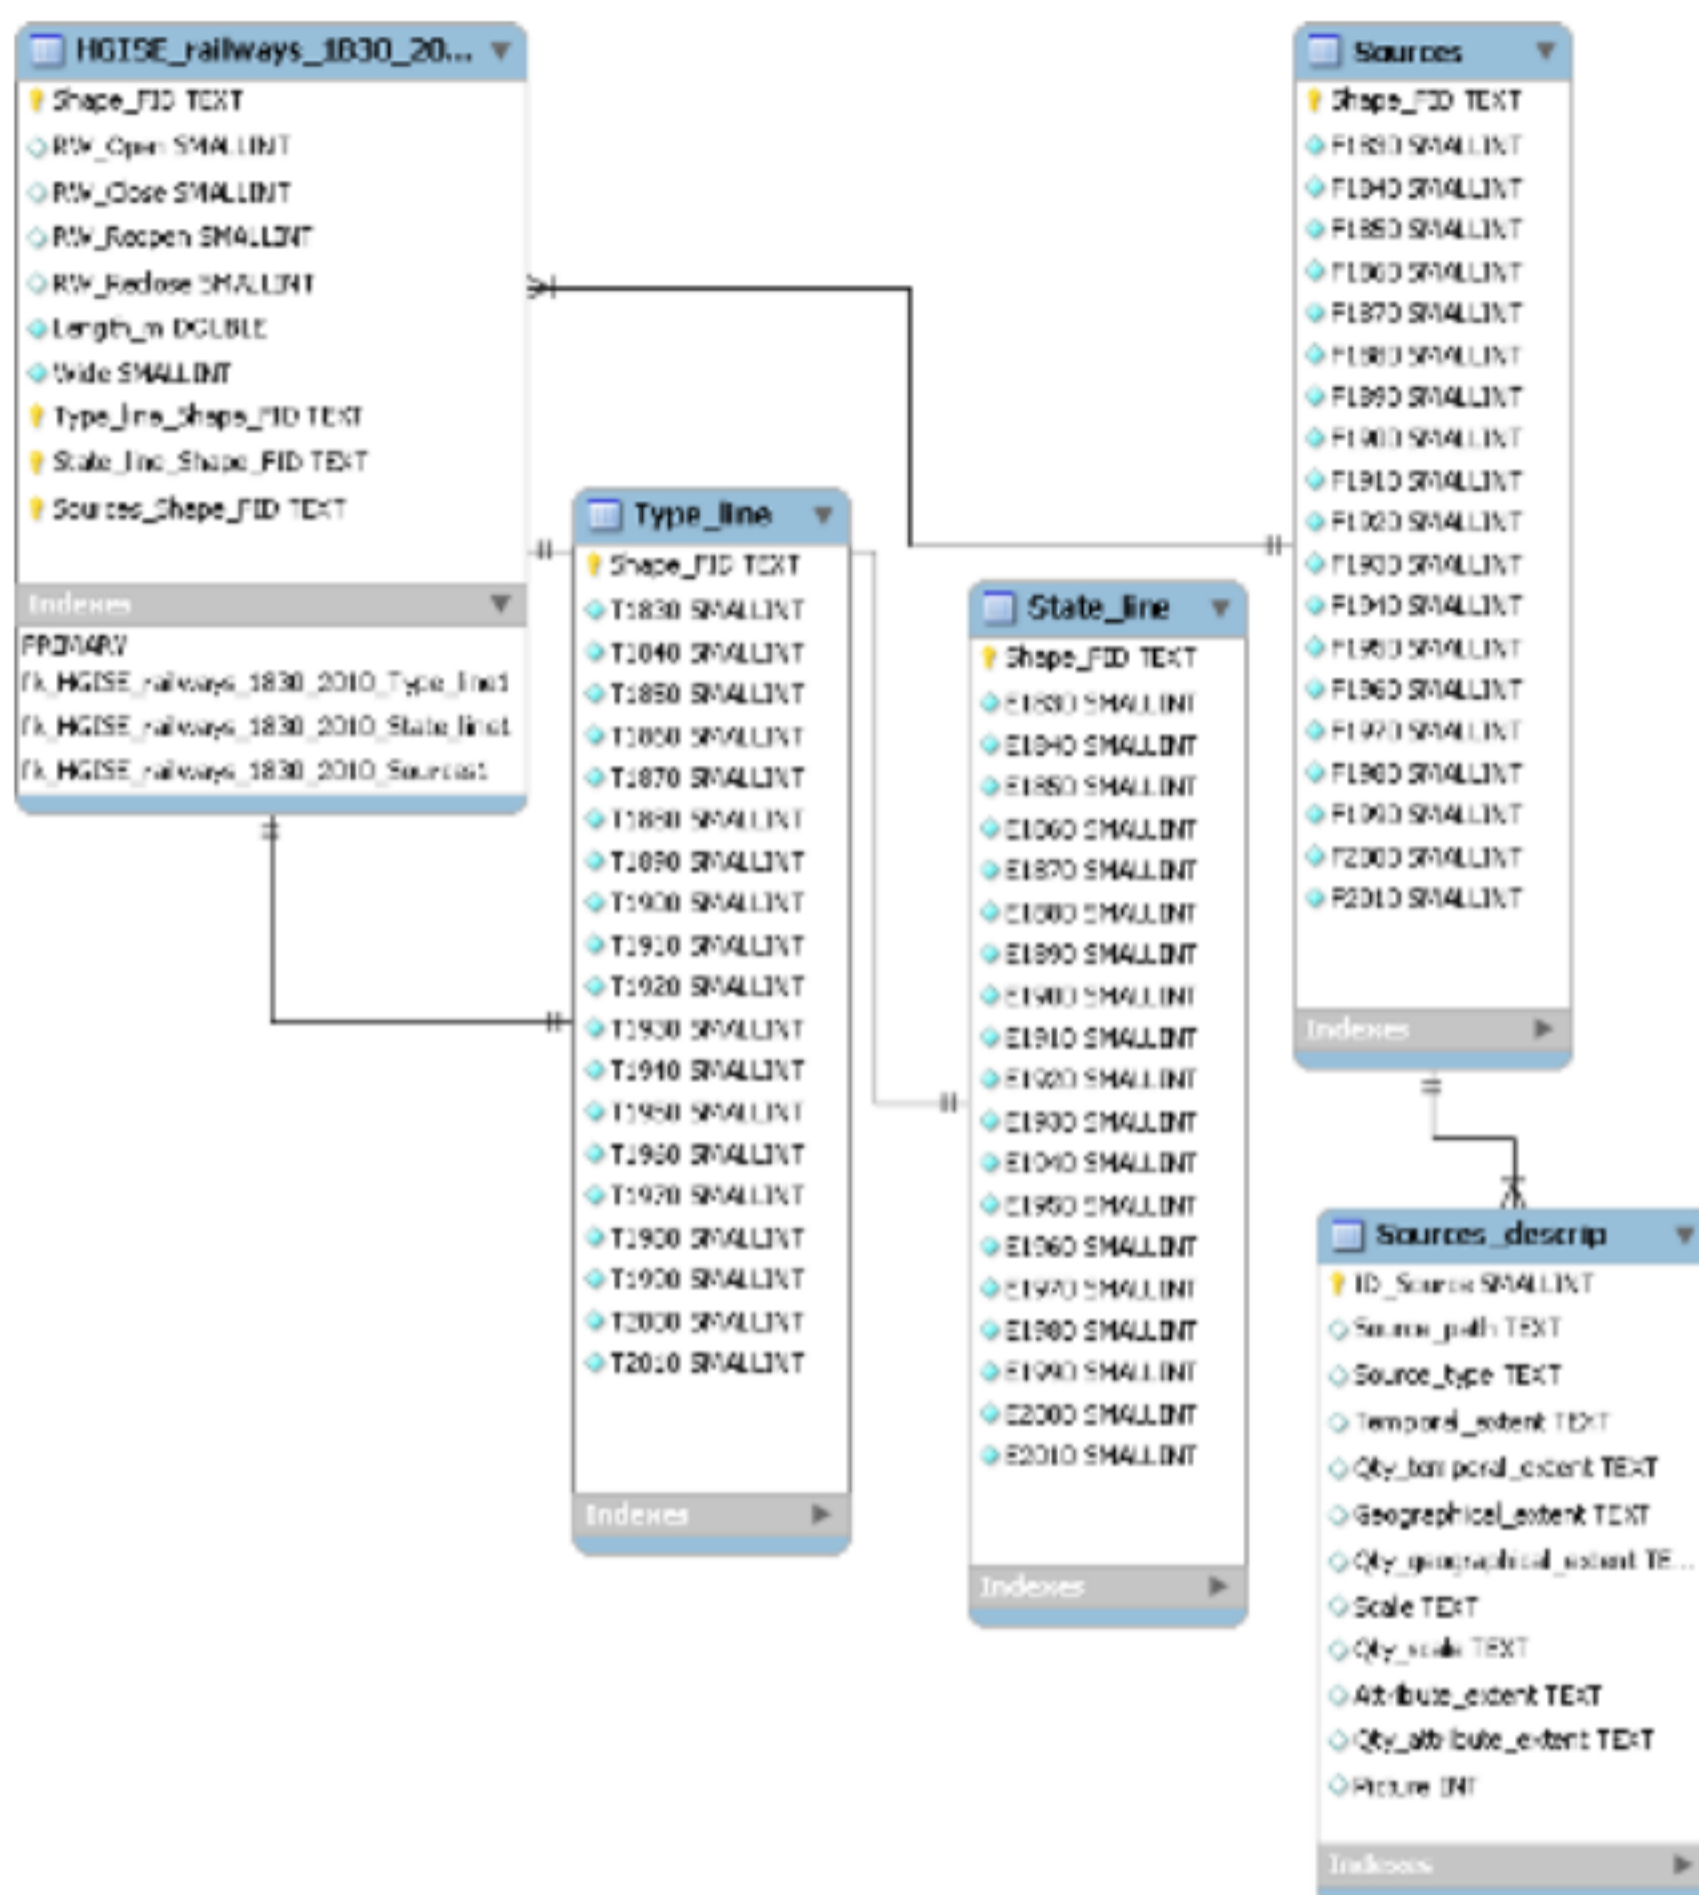 HGISE_railways_1830_20...
Shape_FID TEXT
RW_Open SMALLINT
RW_Close SMALLINT
RW_Reopen SMALLINT
RW_Reclose SMALLINT
Length_m DOUBLE
Wide SMALLINT
Type_line_Shape_FID TEXT
State_line_Shape_FID TEXT
Sources_Shape_FID TEXT
Indexes
PRIMARY
fk_HGISE_railways_1830_2010_Type_line1
fk_HGISE_railways_1830_2010_State_line1
fk_HGISE_railways_1830_2010_Sources1
Type_line
Shape_FID TEXT
T1830 SMALLINT
T1840 SMALLINT
T1850 SMALLINT
T1860 SMALLINT
T1870 SMALLINT
T1880 SMALLINT
T1890 SMALLINT
T1900 SMALLINT
T1910 SMALLINT
T1920 SMALLINT
T1930 SMALLINT
T1940 SMALLINT
T1950 SMALLINT
T1960 SMALLINT
T1970 SMALLINT
T1980 SMALLINT
T1990 SMALLINT
T2000 SMALLINT
T2010 SMALLINT
Indexes
State_line
Shape_FID TEXT
E1830 SMALLINT
E1840 SMALLINT
E1850 SMALLINT
E1860 SMALLINT
E1870 SMALLINT
E1880 SMALLINT
E1890 SMALLINT
E1900 SMALLINT
E1910 SMALLINT
E1920 SMALLINT
E1930 SMALLINT
E1940 SMALLINT
E1950 SMALLINT
E1960 SMALLINT
E1970 SMALLINT
E1980 SMALLINT
E1990 SMALLINT
E2000 SMALLINT
E2010 SMALLINT
Indexes
Sources
Shape_FID TEXT
F1830 SMALLINT
F1840 SMALLINT
F1850 SMALLINT
F1860 SMALLINT
F1870 SMALLINT
F1880 SMALLINT
F1890 SMALLINT
F1900 SMALLINT
F1910 SMALLINT
F1920 SMALLINT
F1930 SMALLINT
F1940 SMALLINT
F1950 SMALLINT
F1960 SMALLINT
F1970 SMALLINT
F1980 SMALLINT
F1990 SMALLINT
F2000 SMALLINT
F2010 SMALLINT
Indexes
Sources_descrip
ID_Source SMALLINT
Source_path TEXT
Source_type TEXT
Temporal_extent TEXT
Qty_temporal_extent TEXT
Geographical_extent TEXT
Qty_geographical_extent TE...
Scale TEXT
Qty_scale TEXT
Attribute_extent TEXT
Qty_attribute_extent TEXT
Picture INT
Indexes